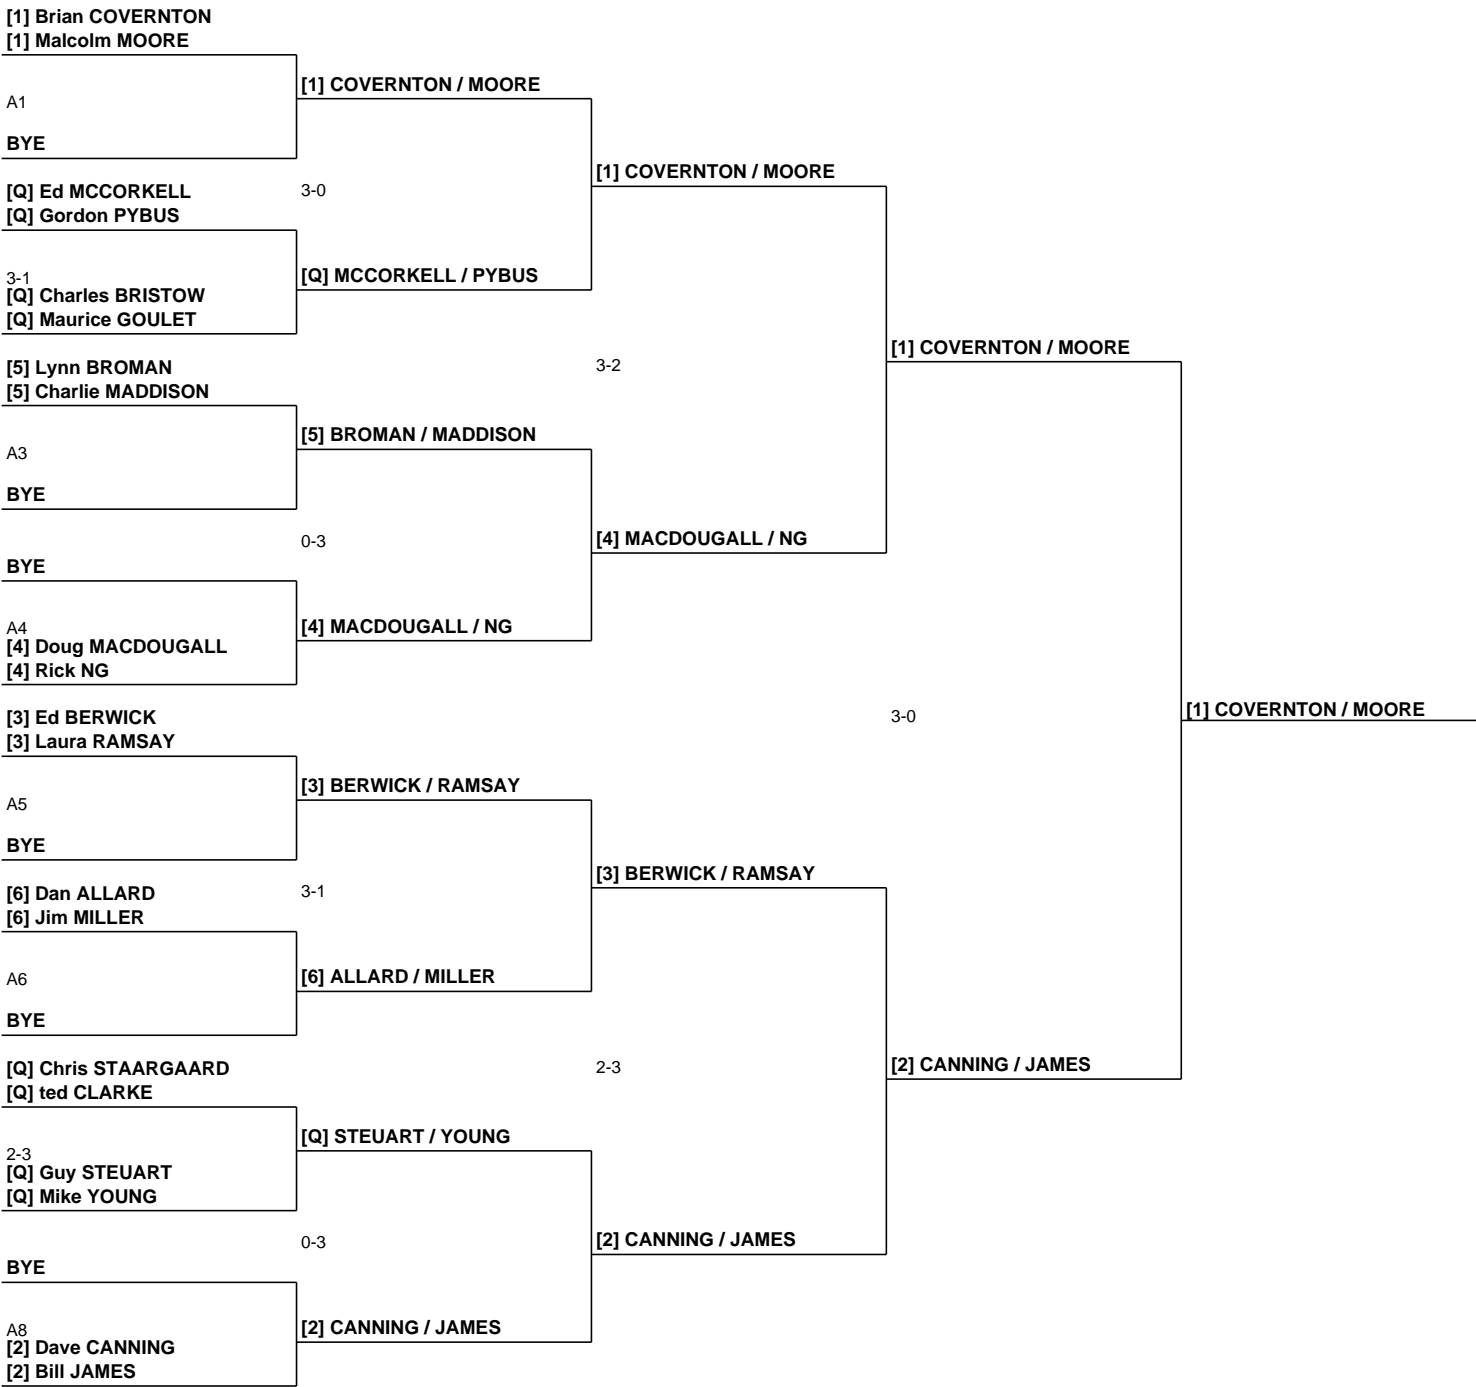 [1] Brian COVERNTON
[1] Malcolm MOORE
A1
BYE
[Q] Ed MCCORKELL
[Q] Gordon PYBUS
3-1
[Q] Charles BRISTOW
[Q] Maurice GOULET
[5] Lynn BROMAN
[5] Charlie MADDISON
A3
BYE
BYE
A4
[4] Doug MACDOUGALL
[4] Rick NG
[3] Ed BERWICK
[3] Laura RAMSAY
A5
BYE
[6] Dan ALLARD
[6] Jim MILLER
A6
BYE
[Q] Chris STAARGAARD
[Q] ted CLARKE
2-3
[Q] Guy STEUART
[Q] Mike YOUNG
BYE
A8
[2] Dave CANNING
[2] Bill JAMES
[1] COVERNTON / MOORE
3-0
[Q] MCCORKELL / PYBUS
[5] BROMAN / MADDISON
0-3
[4] MACDOUGALL / NG
[3] BERWICK / RAMSAY
3-1
[6] ALLARD / MILLER
[Q] STEUART / YOUNG
0-3
[2] CANNING / JAMES
[1] COVERNTON / MOORE
3-2
[4] MACDOUGALL / NG
[3] BERWICK / RAMSAY
2-3
[2] CANNING / JAMES
[1] COVERNTON / MOORE
3-0
[2] CANNING / JAMES
[1] COVERNTON / MOORE